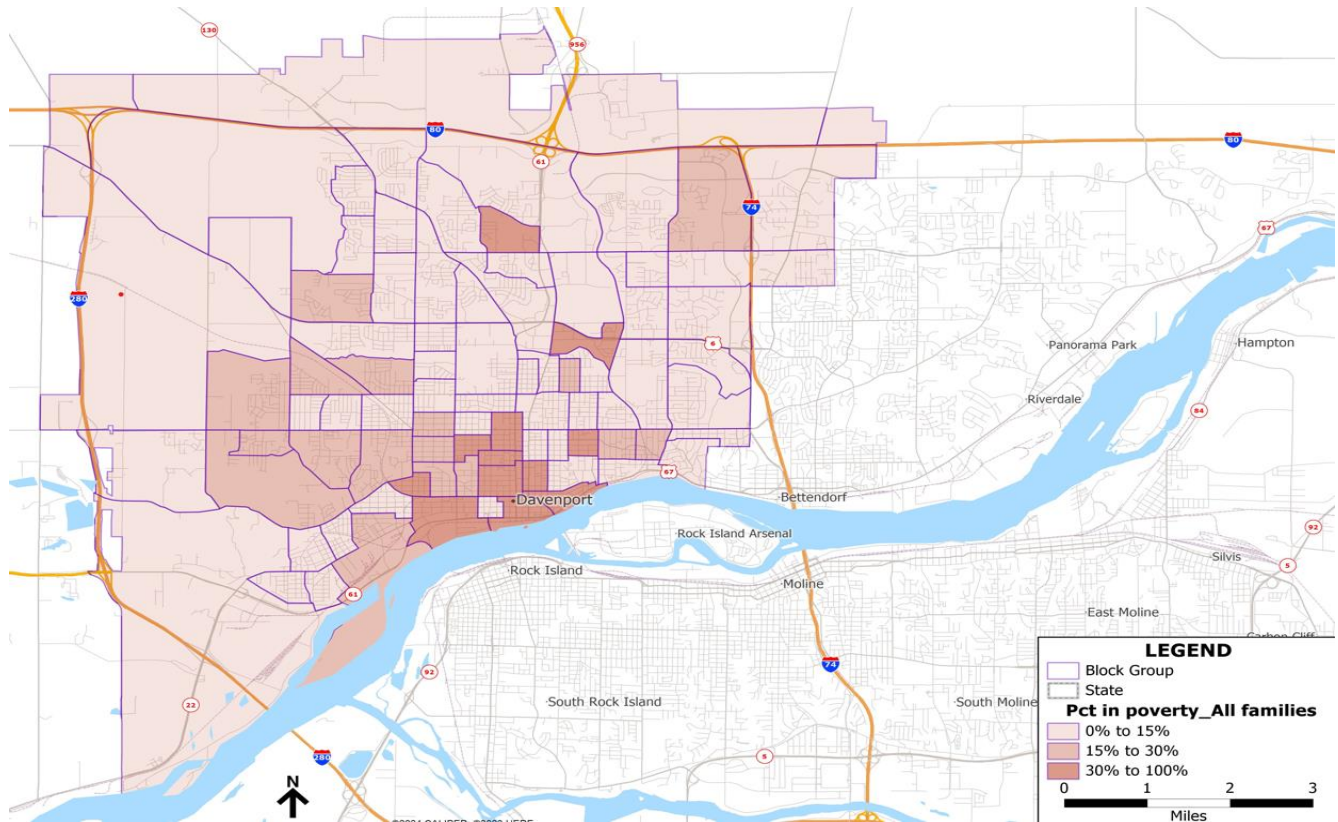 130
956
80
80
61
74
67
280
6
Panorama Park
Hampton
Riverdale
84
67
Davenport
Bettendorf
Rock Island Arsenal
92
Silvis
5
Rock Island
Moline
61
East Moline
74
92
22
South Rock Island
South Moline
5
280
N
LEGEND
Block Group
State
Pct in poverty_All families
0% to 15%
15% to 30%
30% to 100%
0 1 2 3
Miles